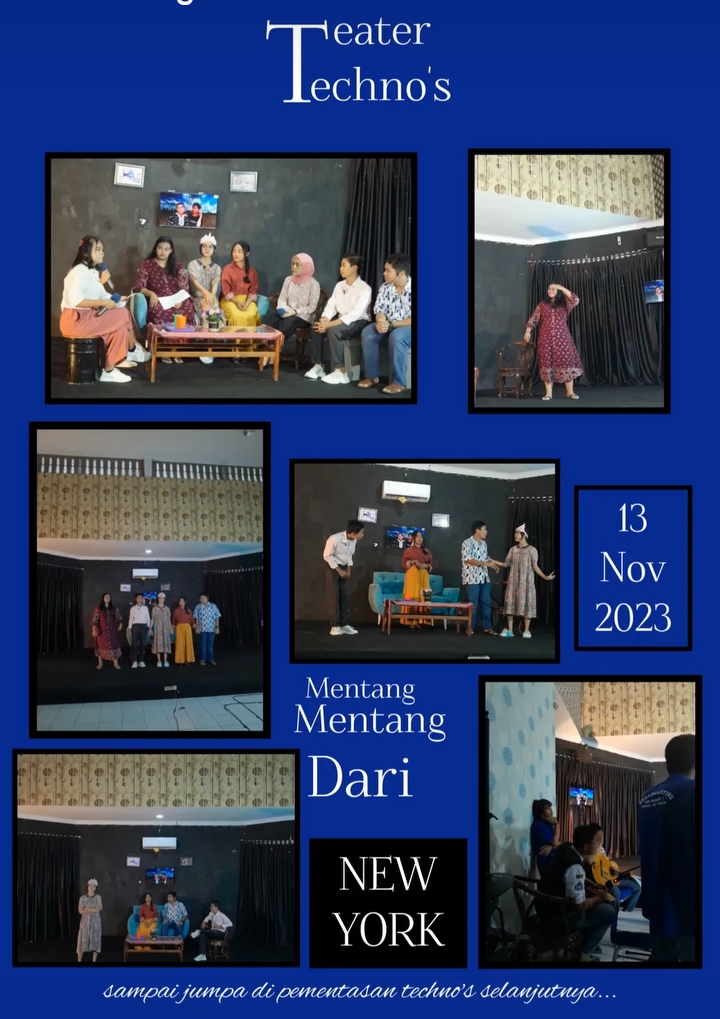 Teater
Techno's
13
Nov
2023
Mentang
Mentang
Dari
NEW
YORK
sampai jumpa di pementasan techno's selanjutnya...